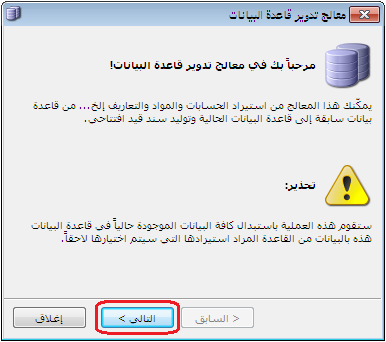 معالج تدوير قاعدة البيانات
مرحباً بك في معالج تدوير قاعدة البيانات!
يمكّنك هذا المعالج من استيراد الحسابات والمواد والتعاريف إلخ... من قاعدة
بيانات سابقة إلى قاعدة البيانات الحالية وتوليد سند قيد افتتاحي.
تحذير:
ستقوم هذه العملية باستبدال كافة البيانات الموجودة حالياً في قاعدة البيانات
هذه بالبيانات من القاعدة المراد استيرادها التي سيتم اختيارها لاحقاً.
< السابق
التالي >
إغلاق